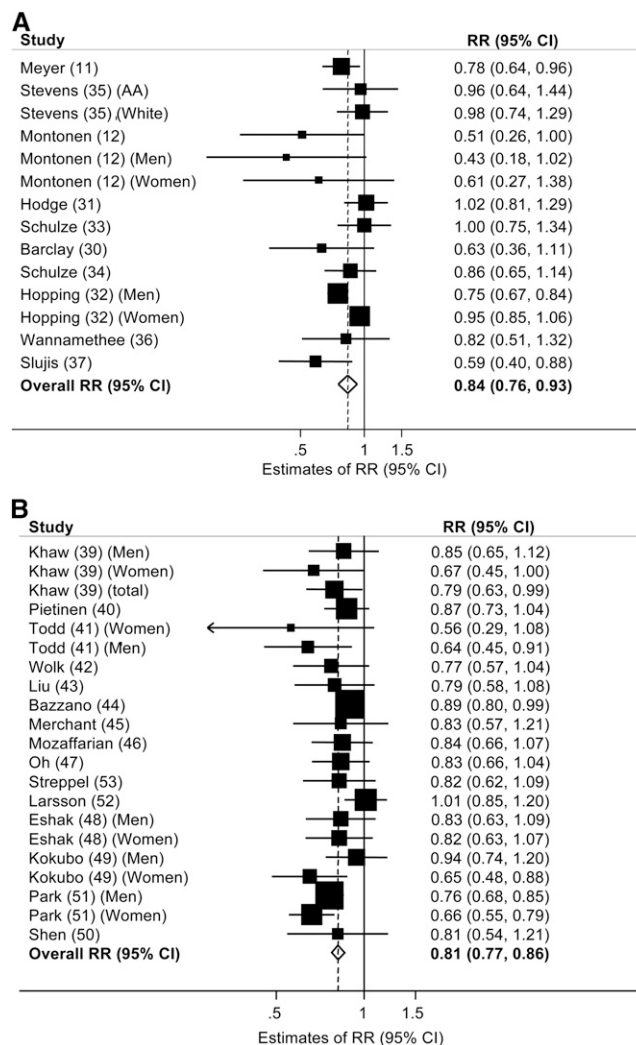 A
Study RR (95% CI)
Meyer (11) 0.78 (0.64, 0.96)
Stevens (35) (AA) 0.96 (0.64, 1.44)
Stevens (35) (White) 0.98 (0.74, 1.29)
Montonen (12) 0.51 (0.26, 1.00)
Montonen (12) (Men) 0.43 (0.18, 1.02)
Montonen (12) (Women) 0.61 (0.27, 1.38)
Hodge (31) 1.02 (0.81, 1.29)
Schulze (33) 1.00 (0.75, 1.34)
Barclay (30) 0.63 (0.36, 1.11)
Schulze (34) 0.86 (0.65, 1.14)
Hopping (32) (Men) 0.75 (0.67, 0.84)
Hopping (32) (Women) 0.95 (0.85, 1.06)
Wannamethee (36) 0.82 (0.51, 1.32)
Slujis (37) 0.59 (0.40, 0.88)
Overall RR (95% CI) 0.84 (0.76, 0.93)
.5 1 1.5
Estimates of RR (95% CI)
B
Study RR (95% CI)
Khaw (39) (Men) 0.85 (0.65, 1.12)
Khaw (39) (Women) 0.67 (0.45, 1.00)
Khaw (39) (total) 0.79 (0.63, 0.99)
Pietinen (40) 0.87 (0.73, 1.04)
Todd (41) (Women) 0.56 (0.29, 1.08)
Todd (41) (Men) 0.64 (0.45, 0.91)
Wolk (42) 0.77 (0.57, 1.04)
Liu (43) 0.79 (0.58, 1.08)
Bazzano (44) 0.89 (0.80, 0.99)
Merchant (45) 0.83 (0.57, 1.21)
Mozaffarian (46) 0.84 (0.66, 1.07)
Oh (47) 0.83 (0.66, 1.04)
Streppel (53) 0.82 (0.62, 1.09)
Larsson (52) 1.01 (0.85, 1.20)
Eshak (48) (Men) 0.83 (0.63, 1.09)
Eshak (48) (Women) 0.82 (0.63, 1.07)
Kokubo (49) (Men) 0.94 (0.74, 1.20)
Kokubo (49) (Women) 0.65 (0.48, 0.88)
Park (51) (Men) 0.76 (0.68, 0.85)
Park (51) (Women) 0.66 (0.55, 0.79)
Shen (50) 0.81 (0.54, 1.21)
Overall RR (95% CI) 0.81 (0.77, 0.86)
.5 1 1.5
Estimates of RR (95% CI)